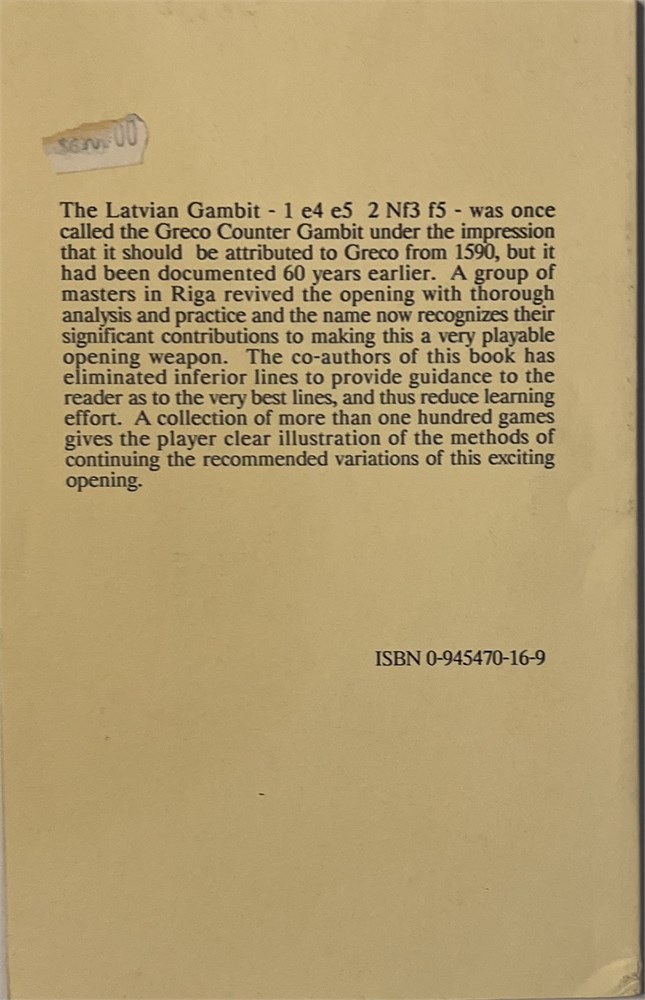 The Latvian Gambit - 1 e4 e5 2 Nf3 f5 - was once
called the Greco Counter Gambit under the impression
that it should be attributed to Greco from 1590, but it
had been documented 60 years earlier. A group of
masters in Riga revived the opening with thorough
analysis and practice and the name now recognizes their
significant contributions to making this a very playable
opening weapon. The co-authors of this book has
eliminated inferior lines to provide guidance to the
reader as to the very best lines, and thus reduce learning
effort. A collection of more than one hundred games
gives the player clear illustration of the methods of
continuing the recommended variations of this exciting
opening.
ISBN 0-945470-16-9